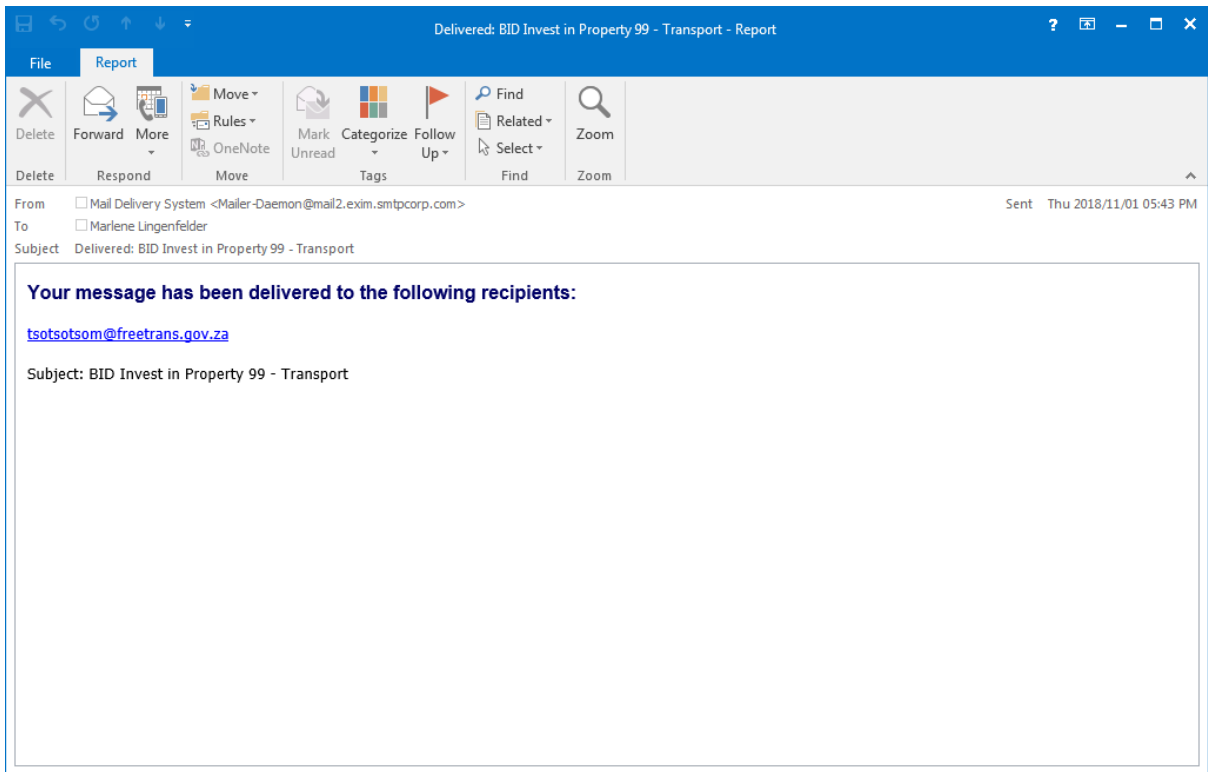 Delivered: BID Invest in Property 99 - Transport - Report
File Report
Delete
Forward
More
Move
Rules
OneNote
Mark Unread
Categorize
Follow Up
Find
Related
Select
Zoom
Delete Respond Move Tags Find Zoom
From Mail Delivery System <Mailer-Daemon@mail2.exim.smtpcorp.com> Sent Thu 2018/11/01 05:43 PM
To Marlene Lingenfelder
Subject Delivered: BID Invest in Property 99 - Transport
Your message has been delivered to the following recipients:
tsotsotsom@freetrans.gov.za
Subject: BID Invest in Property 99 - Transport